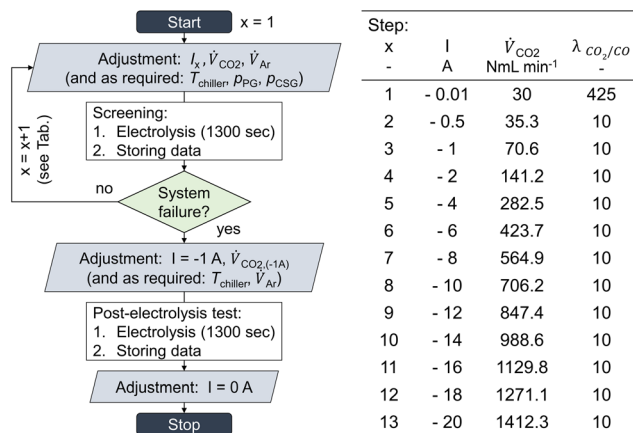 Start
x = 1
Adjustment: Iₓ, V̇CO2, V̇Ar
(and as required: Tchiller, pPG, pCSG)
Screening:
1. Electrolysis (1300 sec)
2. Storing data
x = x+1
(see Tab.)
no
System
failure?
yes
Adjustment: I = -1 A, V̇CO2,(-1A)
(and as required: Tchiller, V̇Ar)
Post-electrolysis test:
1. Electrolysis (1300 sec)
2. Storing data
Adjustment: I = 0 A
Stop
Step:
x I V̇CO2 λCO2/CO
- A NmL min⁻¹ -
1 - 0.01 30 425
2 - 0.5 35.3 10
3 - 1 70.6 10
4 - 2 141.2 10
5 - 4 282.5 10
6 - 6 423.7 10
7 - 8 564.9 10
8 - 10 706.2 10
9 - 12 847.4 10
10 - 14 988.6 10
11 - 16 1129.8 10
12 - 18 1271.1 10
13 - 20 1412.3 10